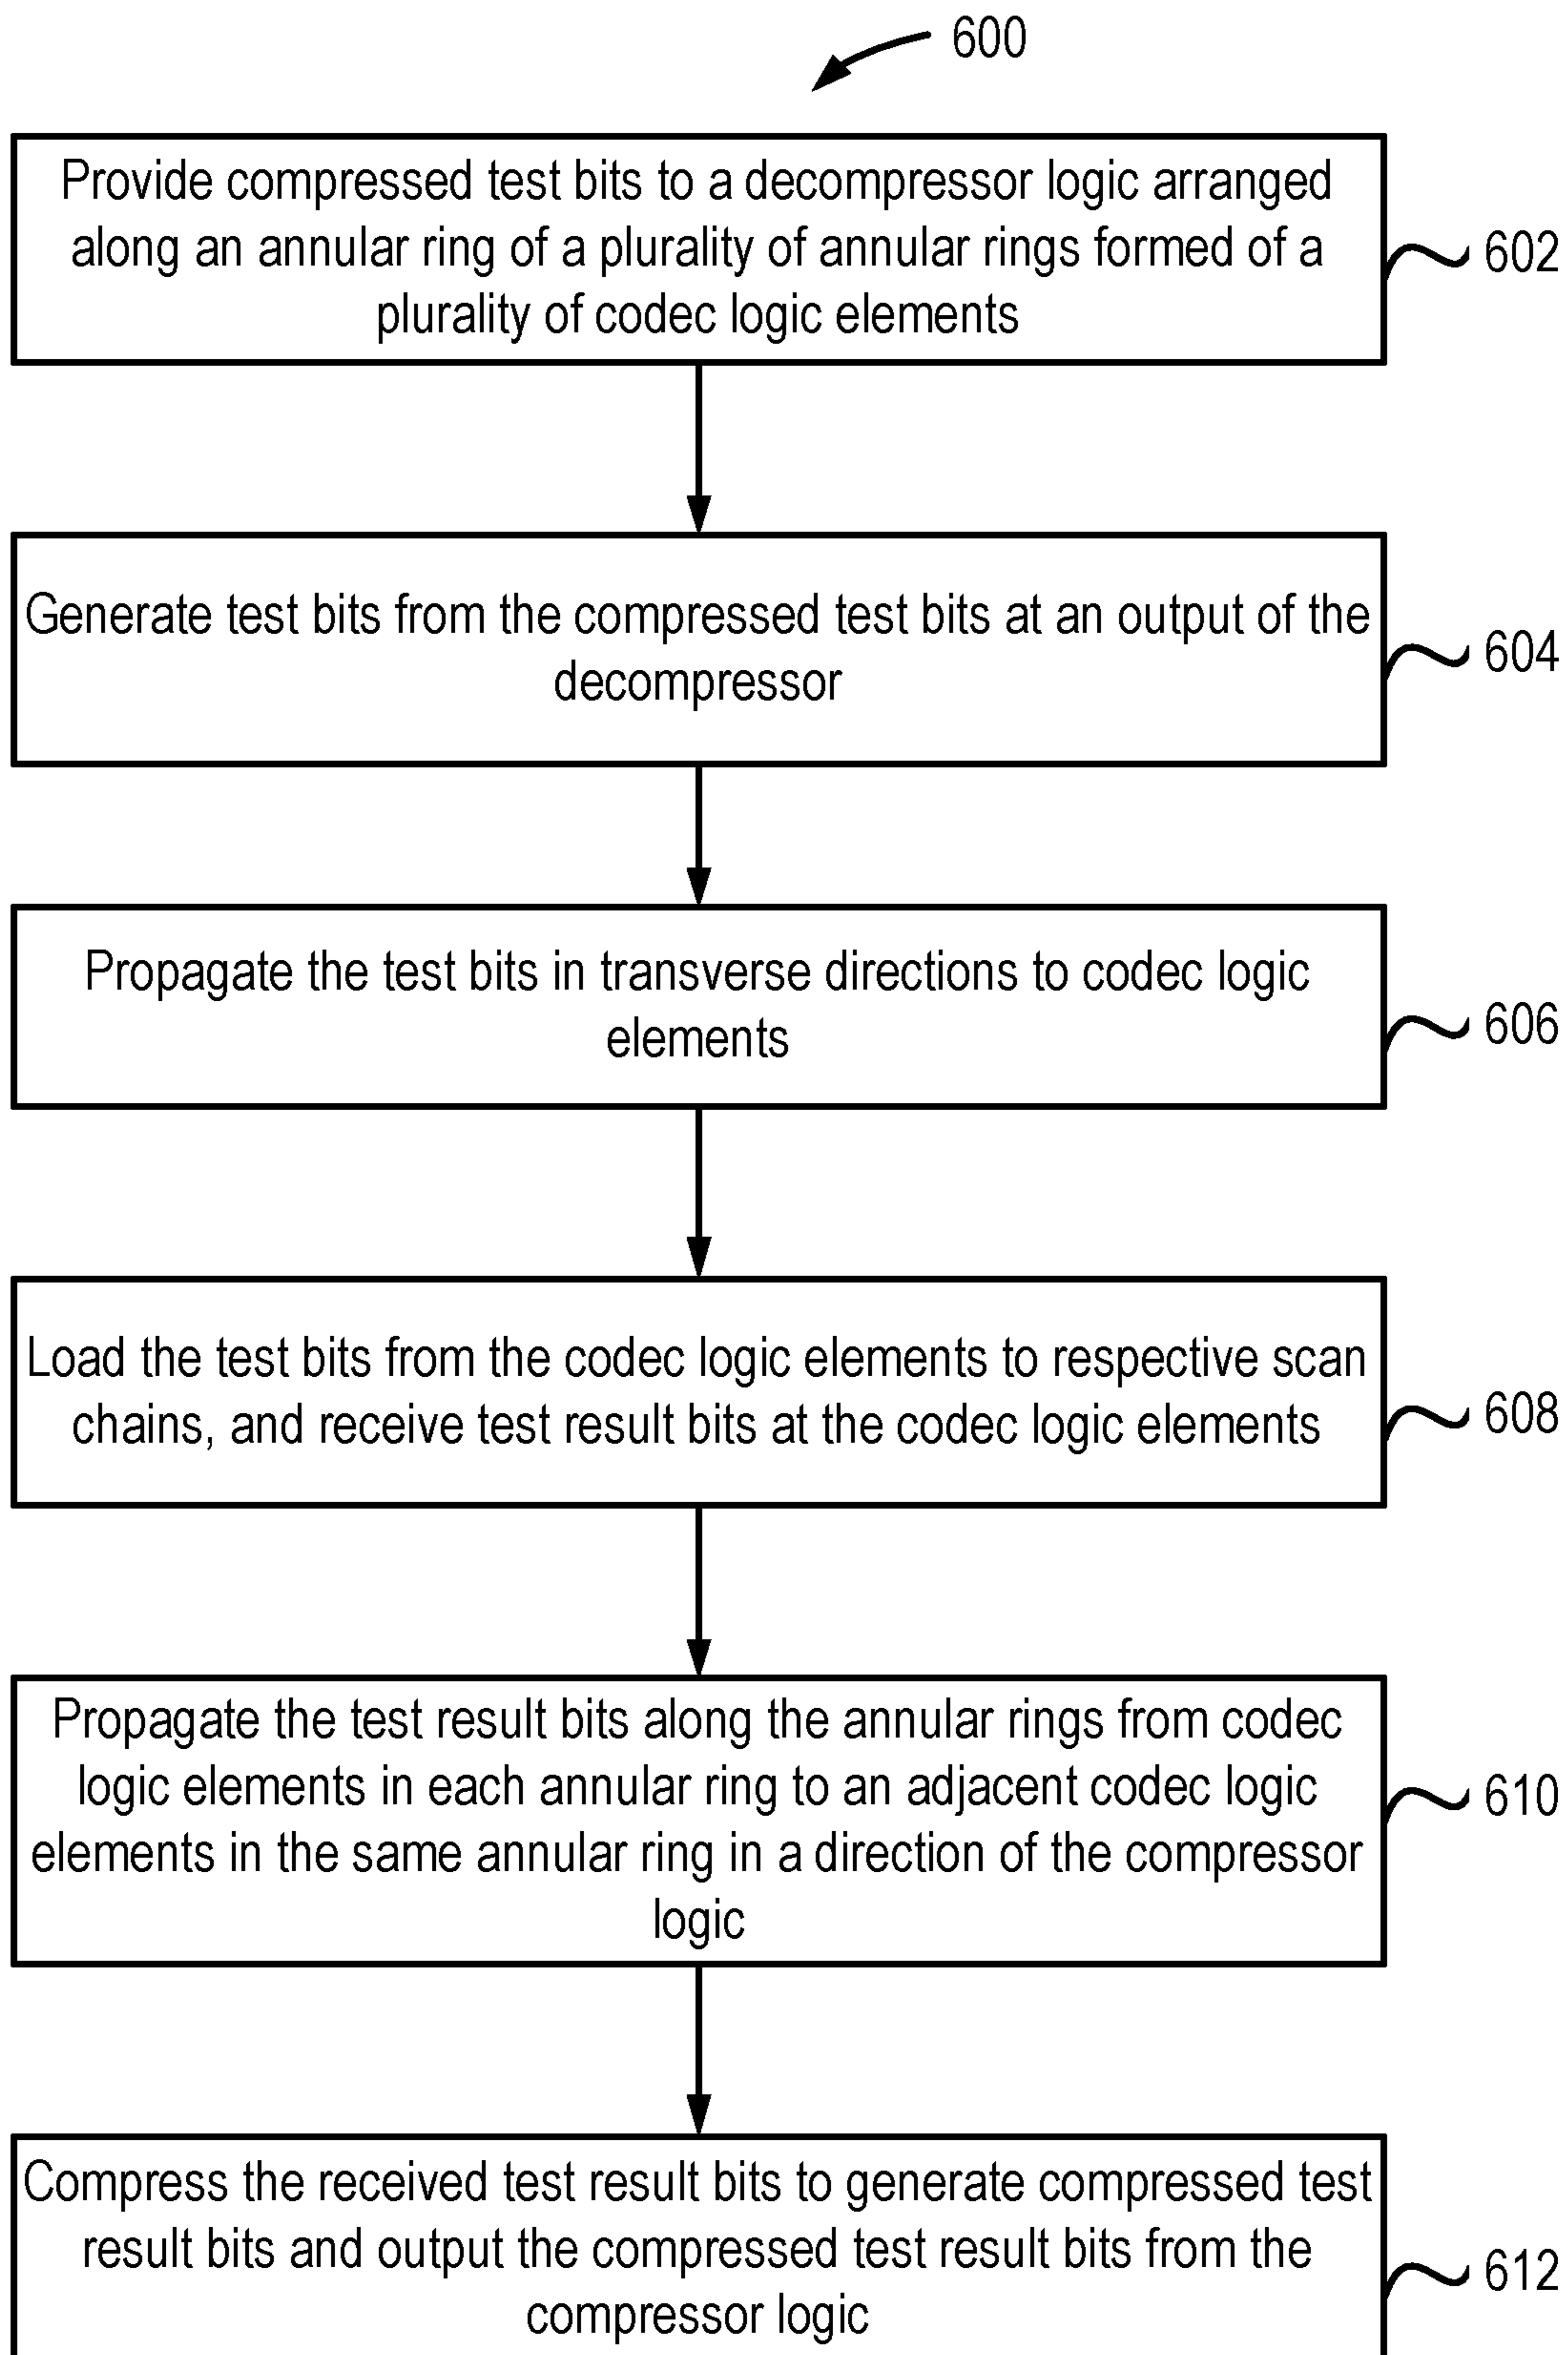 600
Provide compressed test bits to a decompressor logic arranged
along an annular ring of a plurality of annular rings formed of a
plurality of codec logic elements
602
Generate test bits from the compressed test bits at an output of the
decompressor
604
Propagate the test bits in transverse directions to codec logic
elements
606
Load the test bits from the codec logic elements to respective scan
chains, and receive test result bits at the codec logic elements
608
Propagate the test result bits along the annular rings from codec
logic elements in each annular ring to an adjacent codec logic
elements in the same annular ring in a direction of the compressor
logic
610
Compress the received test result bits to generate compressed test
result bits and output the compressed test result bits from the
compressor logic
612